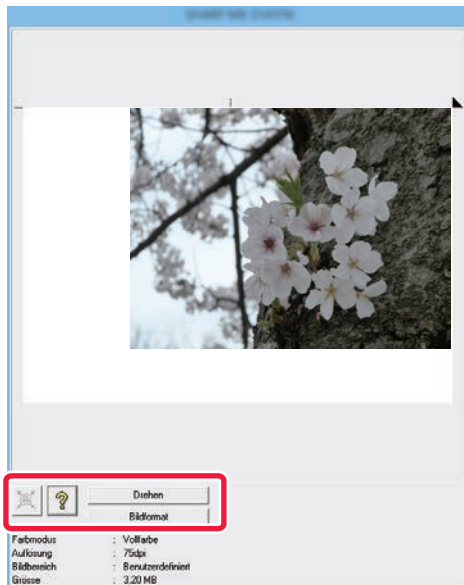 ?
Drehen
Bildformat
Farbmodus : Vollfarbe
Auflösung : 75dpi
Bildbereich : Benutzerdefiniert
Grösse : 3,20 MB